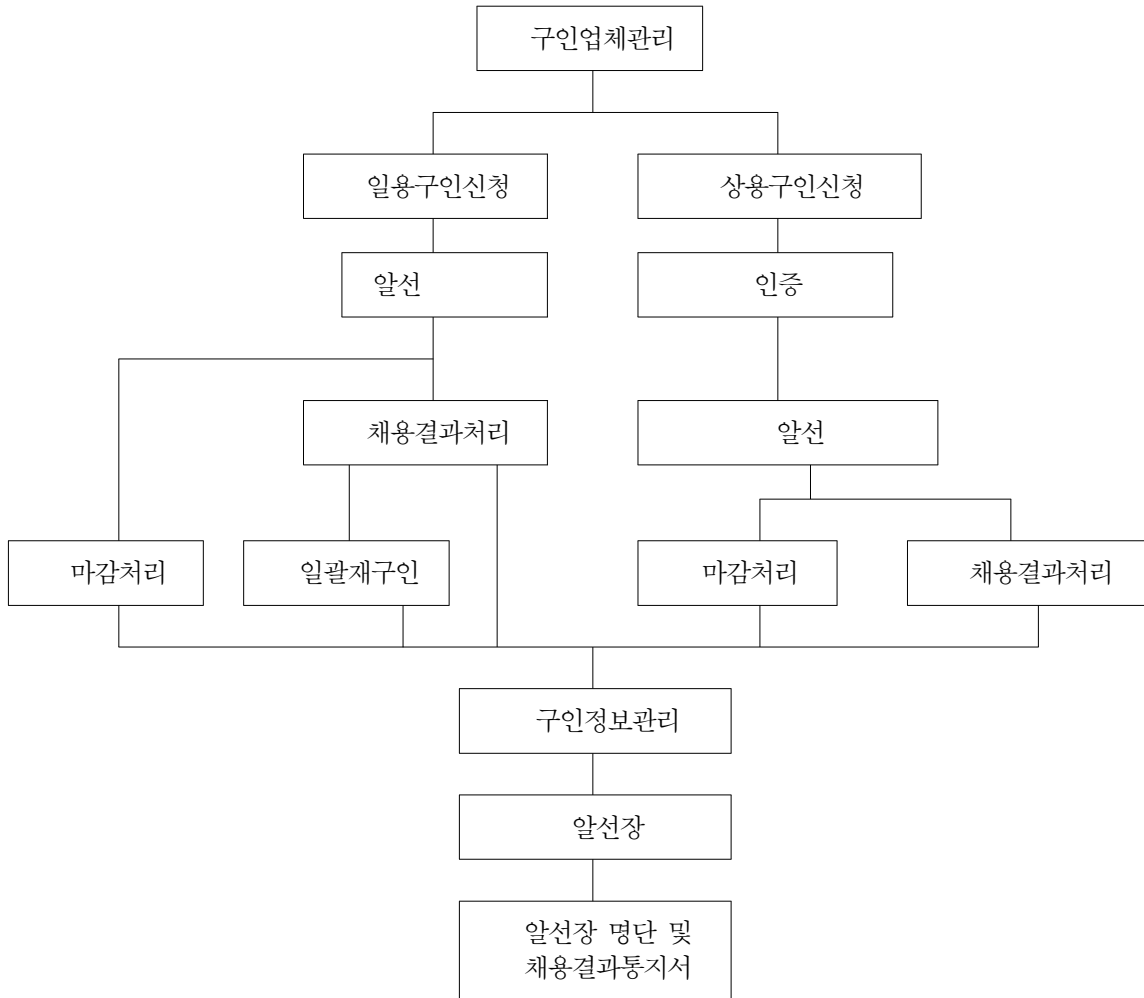 구인업체관리
일용구인신청
상용구인신청
알선
인증
채용결과처리
알선
마감처리
일괄재구인
마감처리
채용결과처리
구인정보관리
알선장
알선장 명단 및
채용결과통지서